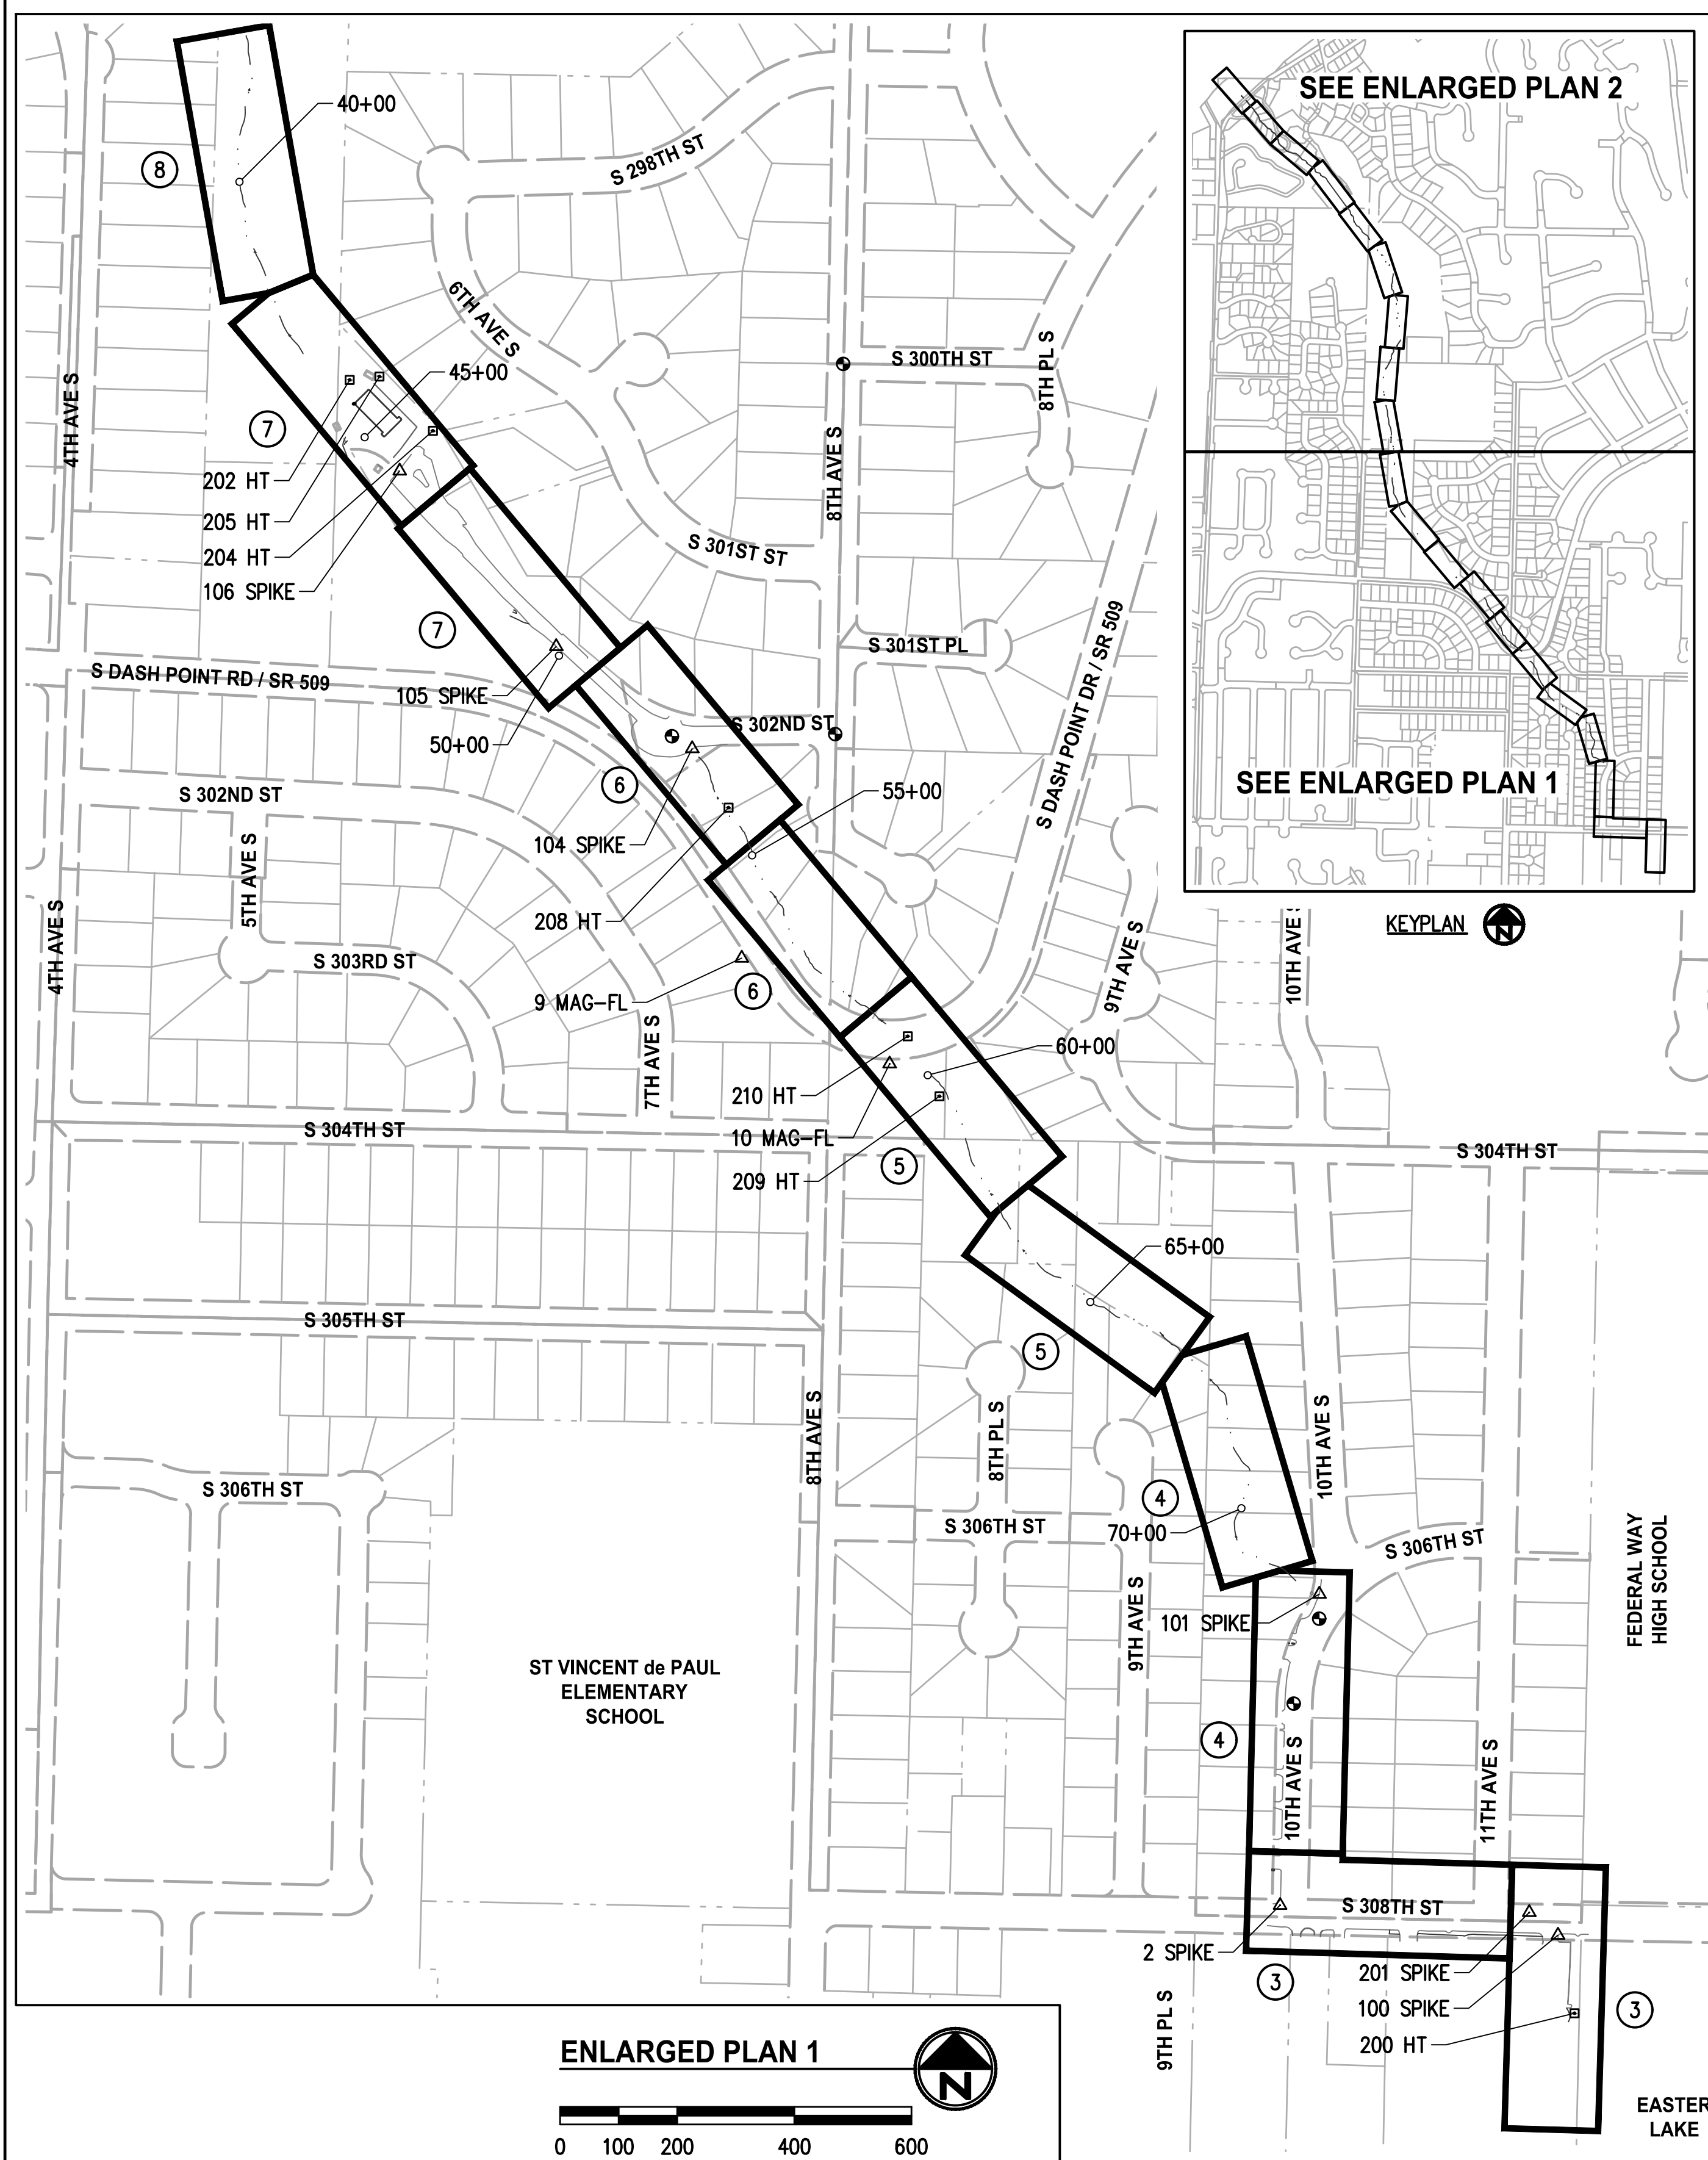 SEE ENLARGED PLAN 2
40+00
S 298TH ST
8
6TH AVE S
S 300TH ST
8TH PL S
45+00
4TH AVE S
7
8TH AVE S
202 HT
205 HT
S 301ST ST
204 HT
106 SPIKE
S DASH POINT DR / SR 509
7
S 301ST PL
S DASH POINT RD / SR 509
105 SPIKE
S 302ND ST
50+00
SEE ENLARGED PLAN 1
6
S 302ND ST
55+00
104 SPIKE
5TH AVE S
208 HT
KEYPLAN
N
4TH AVE S
S 303RD ST
9TH AVE S
10TH AVE S
6
9 MAG-FL
7TH AVE S
60+00
210 HT
S 304TH ST
10 MAG-FL
S 304TH ST
5
209 HT
65+00
S 305TH ST
5
8TH AVE S
8TH PL S
10TH AVE S
S 306TH ST
4
S 306TH ST
70+00
S 306TH ST
FEDERAL WAY
HIGH SCHOOL
9TH AVE S
101 SPIKE
ST VINCENT de PAUL
ELEMENTARY
SCHOOL
4
10TH AVE S
11TH AVE S
S 308TH ST
2 SPIKE
3
201 SPIKE
100 SPIKE
3
9TH PL S
200 HT
ENLARGED PLAN 1
N
EASTER
LAKE
0 100 200 400 600